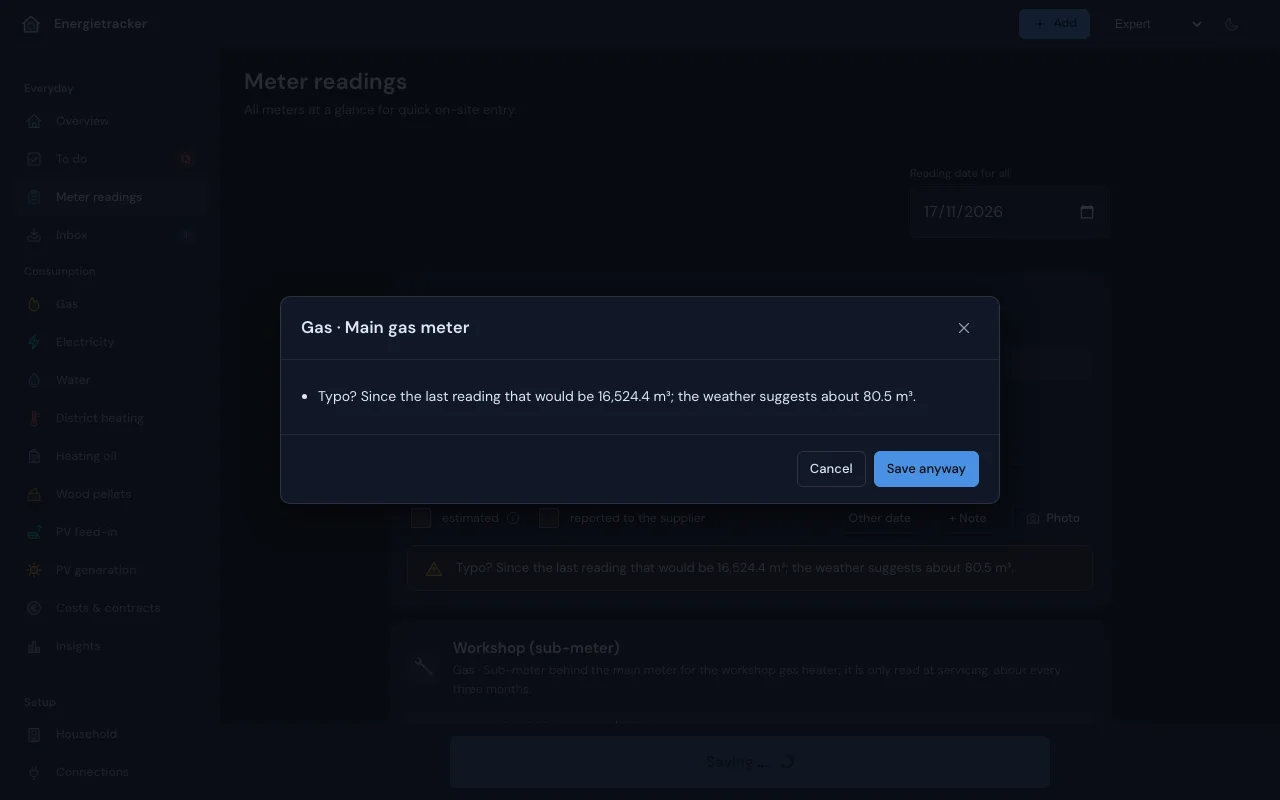 Energietracker
Add
Expert
Everyday
Overview
To do
13
Meter readings
Inbox
Consumption
Gas
Electricity
Water
District heating
Heating oil
Wood pellets
PV feed-in
PV generation
Costs & contracts
Insights
Setup
Household
Connections
Meter readings
All meters at a glance for quick on-site entry.
Reading date for all
17/11/2026
Gas · Main gas meter
• Typo? Since the last reading that would be 16,524.4 m³; the weather suggests about 80.5 m³.
Cancel
Save anyway
estimated
reported to the supplier
Other date
+ Note
Photo
Typo? Since the last reading that would be 16,524.4 m³; the weather suggests about 80.5 m³.
Workshop (sub-meter)
Gas · Sub-meter behind the main meter for the workshop gas heater; it is only read at servicing, about every
three months.
Saving …